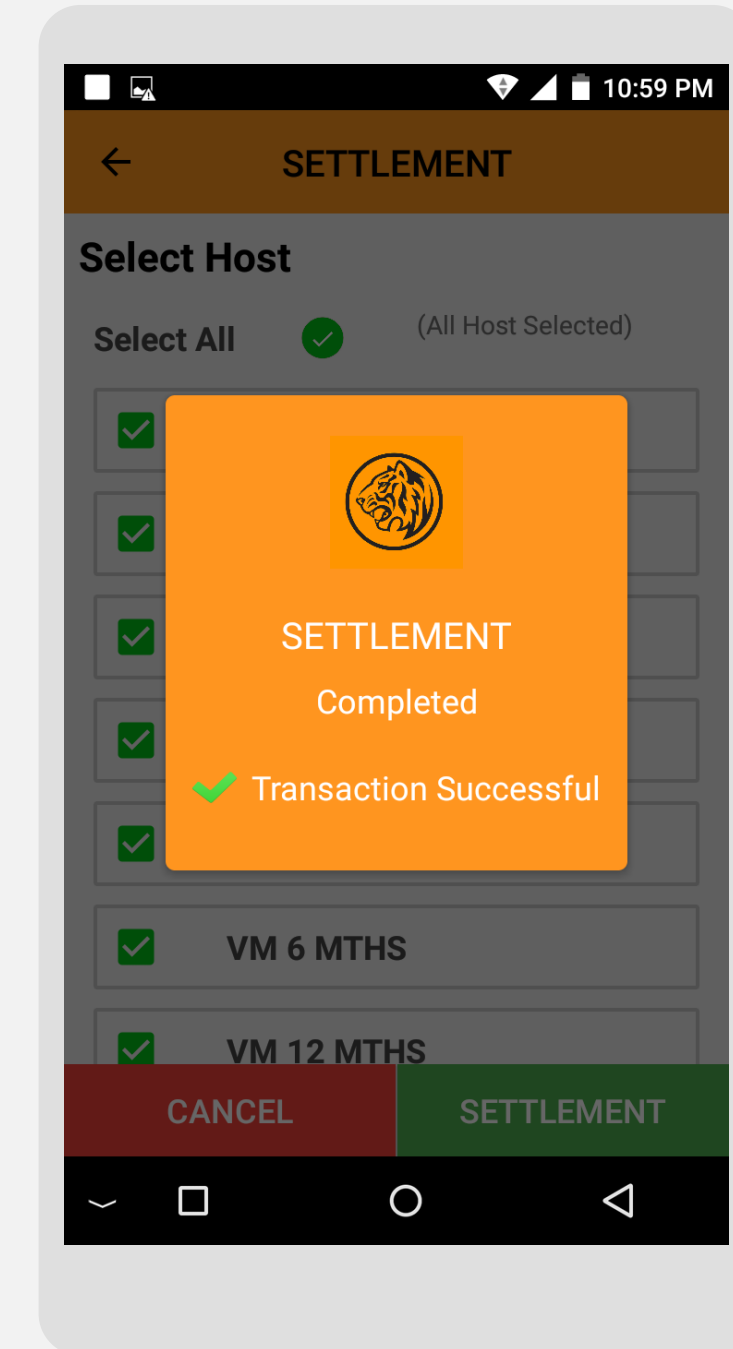 10:59 PM
SETTLEMENT
Select Host
Select All
(All Host Selected)
SETTLEMENT
Completed
Transaction Successful
VM 6 MTHS
VM 12 MTHS
CANCEL
SETTLEMENT